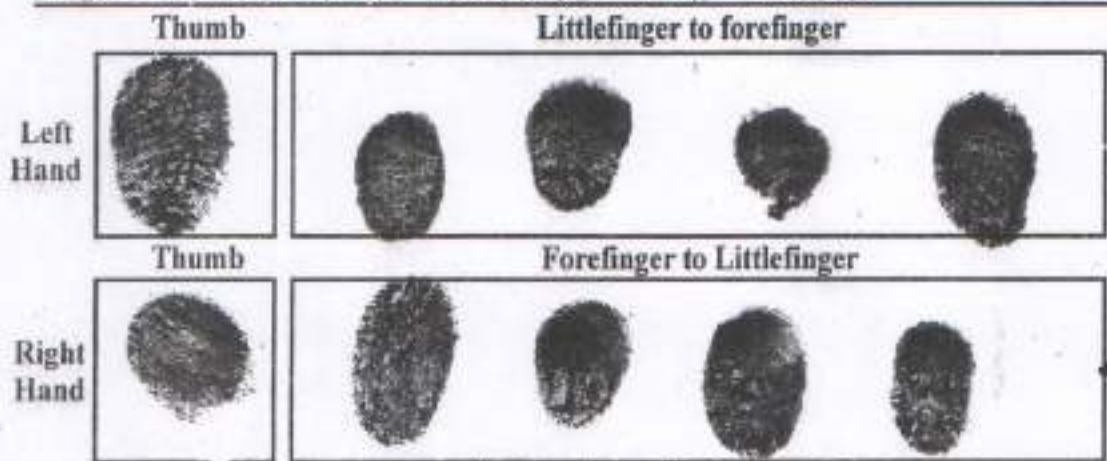 Thumb Littlefinger to forefinger
Left
Hand
Thumb Forefinger to Littlefinger
Right
Hand